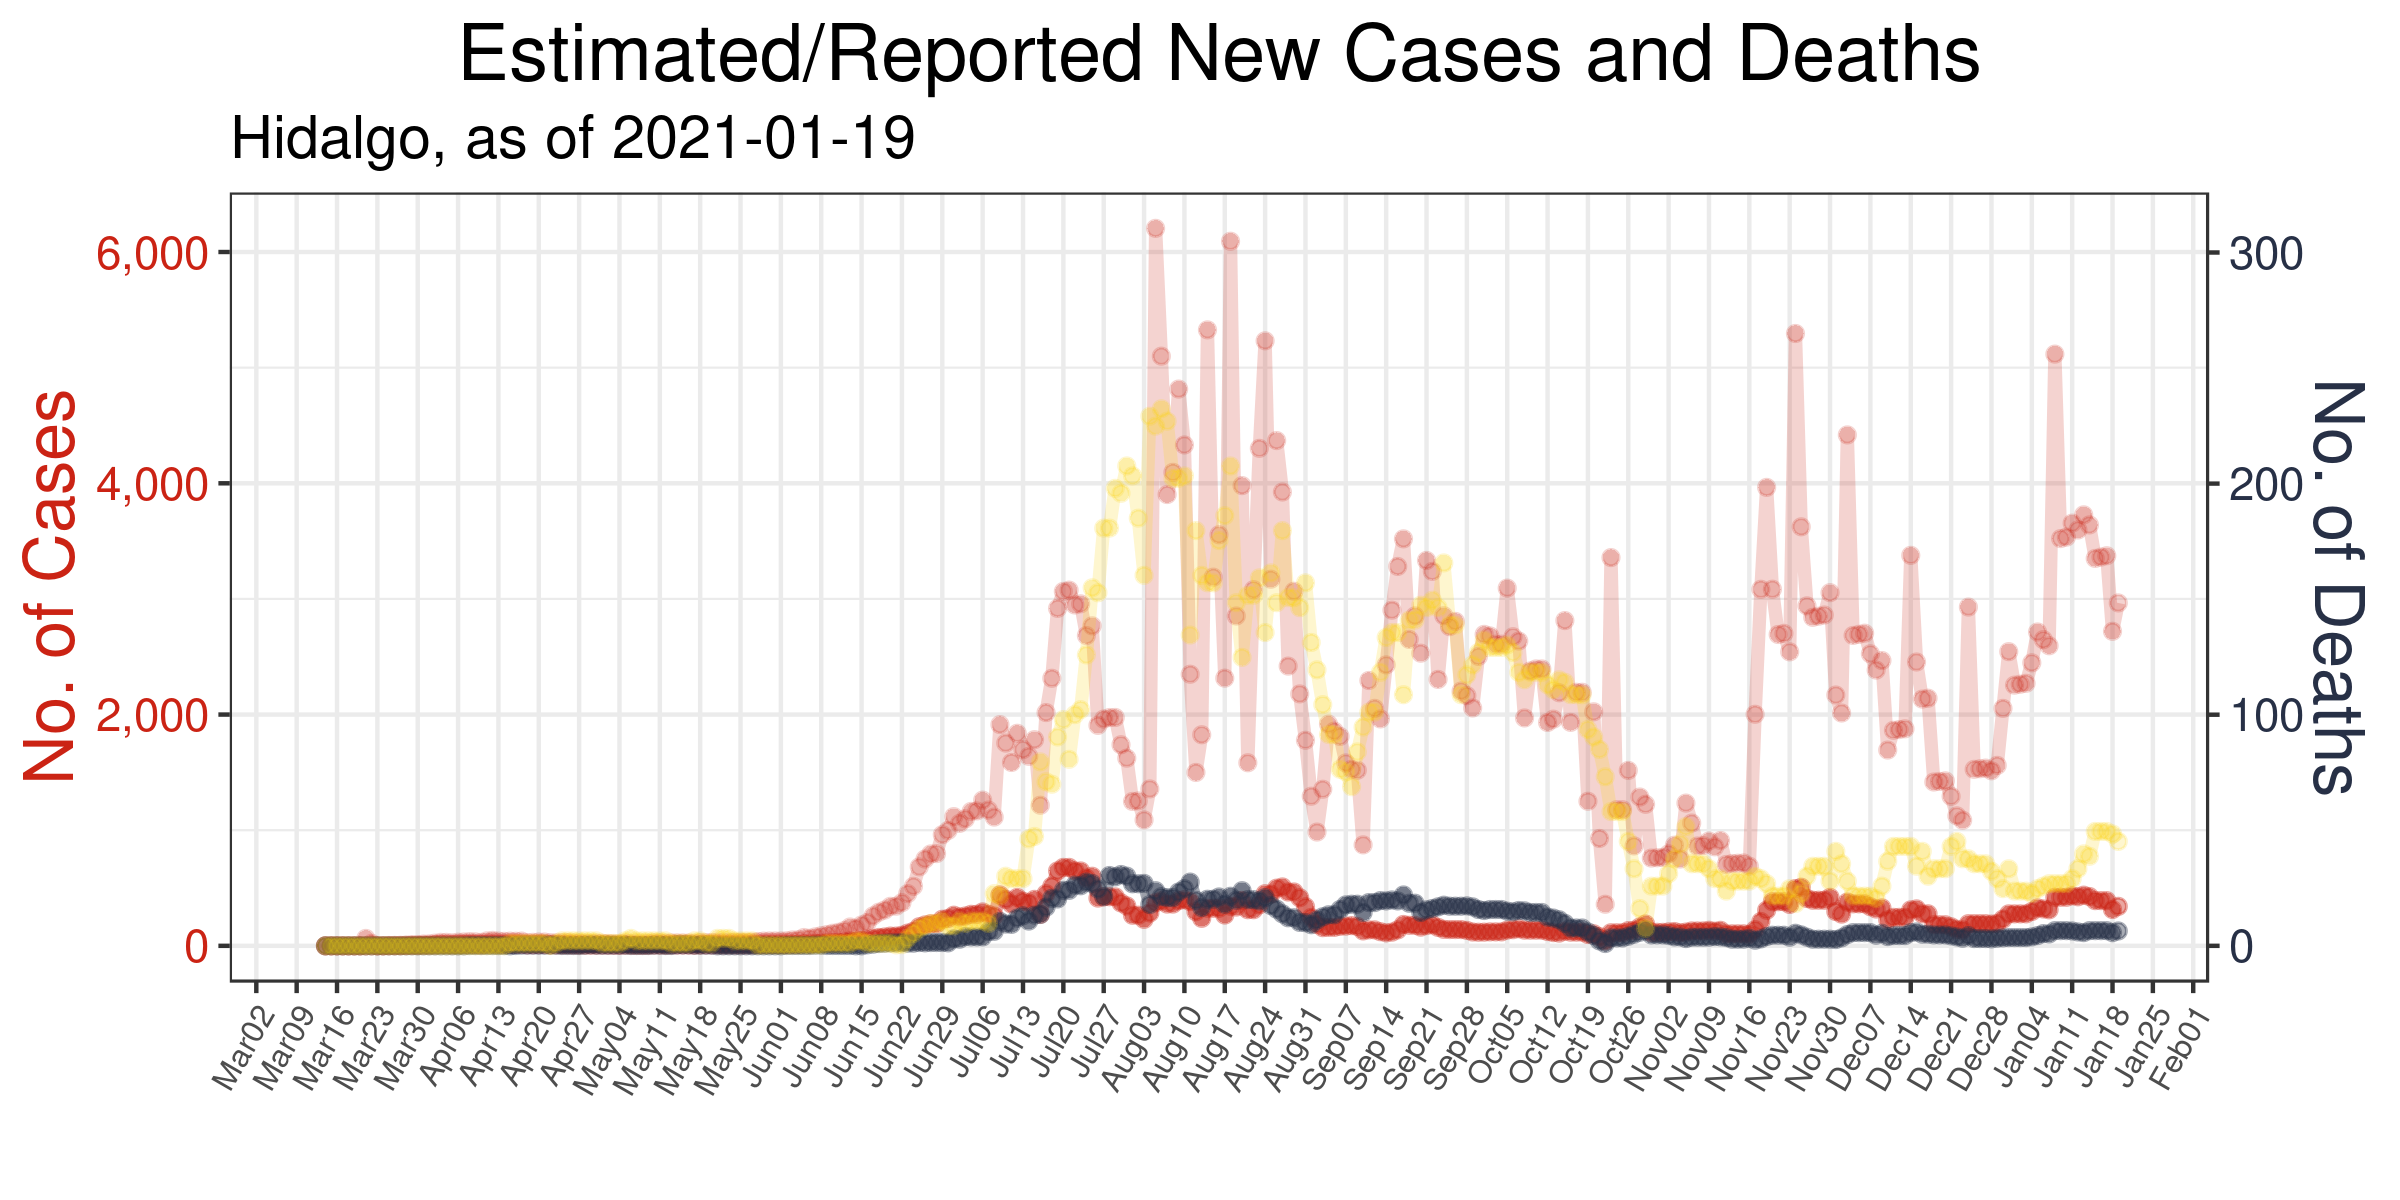 Estimated/Reported New Cases and Deaths
Hidalgo, as of 2021-01-19
No. of Cases
6,000
4,000
2,000
0
300
200
100
0
No. of Deaths
Mar02 Mar09 Mar16 Mar23 Mar30 Apr06 Apr13 Apr20 Apr27 May04 May11 May18 May25 Jun01 Jun08 Jun15 Jun22 Jun29 Jul06 Jul13 Jul20 Jul27 Aug03 Aug10 Aug17 Aug24 Aug31 Sep07 Sep14 Sep21 Sep28 Oct05 Oct12 Oct19 Oct26 Nov02 Nov09 Nov16 Nov23 Nov30 Dec07 Dec14 Dec21 Dec28 Jan04 Jan11 Jan18 Jan25 Feb01